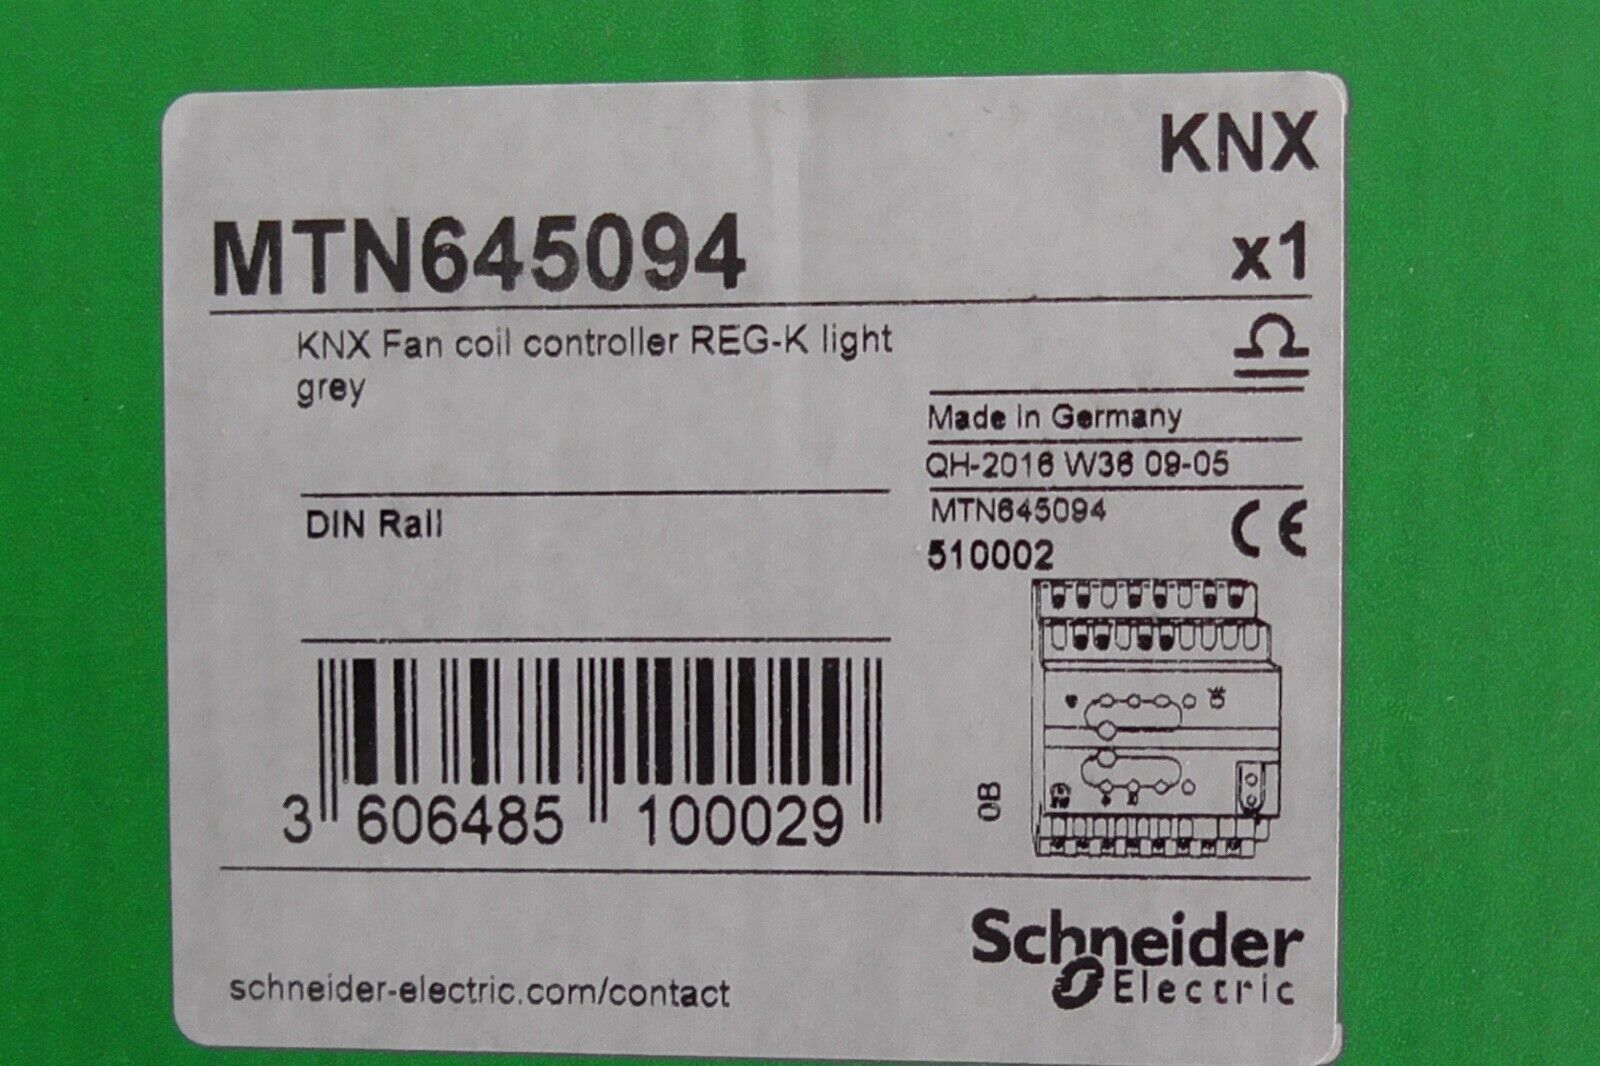 KNX
MTN645094
x1
KNX Fan coil controller REG-K light
grey
Made in Germany
QH-2016 W36 09-05
DIN Rail
MTN645094
510002
CE
0B
3 606485 100029
Schneider
Electric
schneider-electric.com/contact